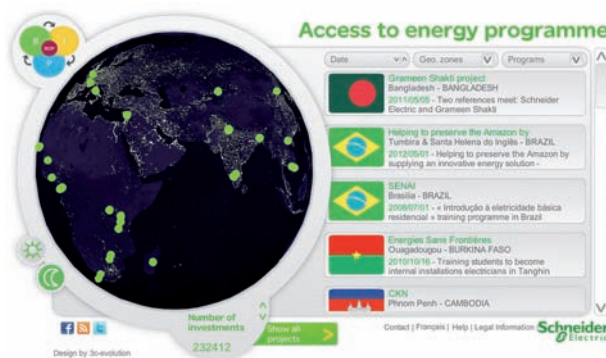 Access to energy programme
Date
Geo. zones
Programs
Grameen Shakti project
Bangladesh - BANGLADESH
2011/05/05 - Two references meet: Schneider
Electric and Grameen Shakti
Helping to preserve the Amazon by
Tumbira & Santa Helena do Inglês - BRAZIL
2012/05/01 - Helping to preserve the Amazon by
supplying an innovative energy solution -
SENAI
Brasilia - BRAZIL
2008/07/01 - « Introdução à eletricidade básica
residencial » training programme in Brazil
Energies Sans Frontières
Ouagadougou - BURKINA FASO
2010/10/16 - Training students to become
internal installations electricians in Tanghin
CKN
Phnom Penh - CAMBODIA
Number of
investments
232412
Show all
projects
Contact | Français | Help | Legal Information
Schneider
Electric
Design by 3c-evolution